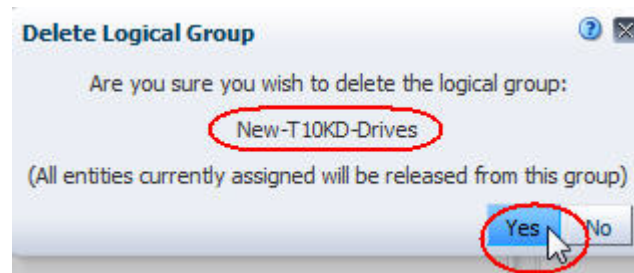 Delete Logical Group
Are you sure you wish to delete the logical group:
New-T10KD-Drives
(All entities currently assigned will be released from this group)
Yes No